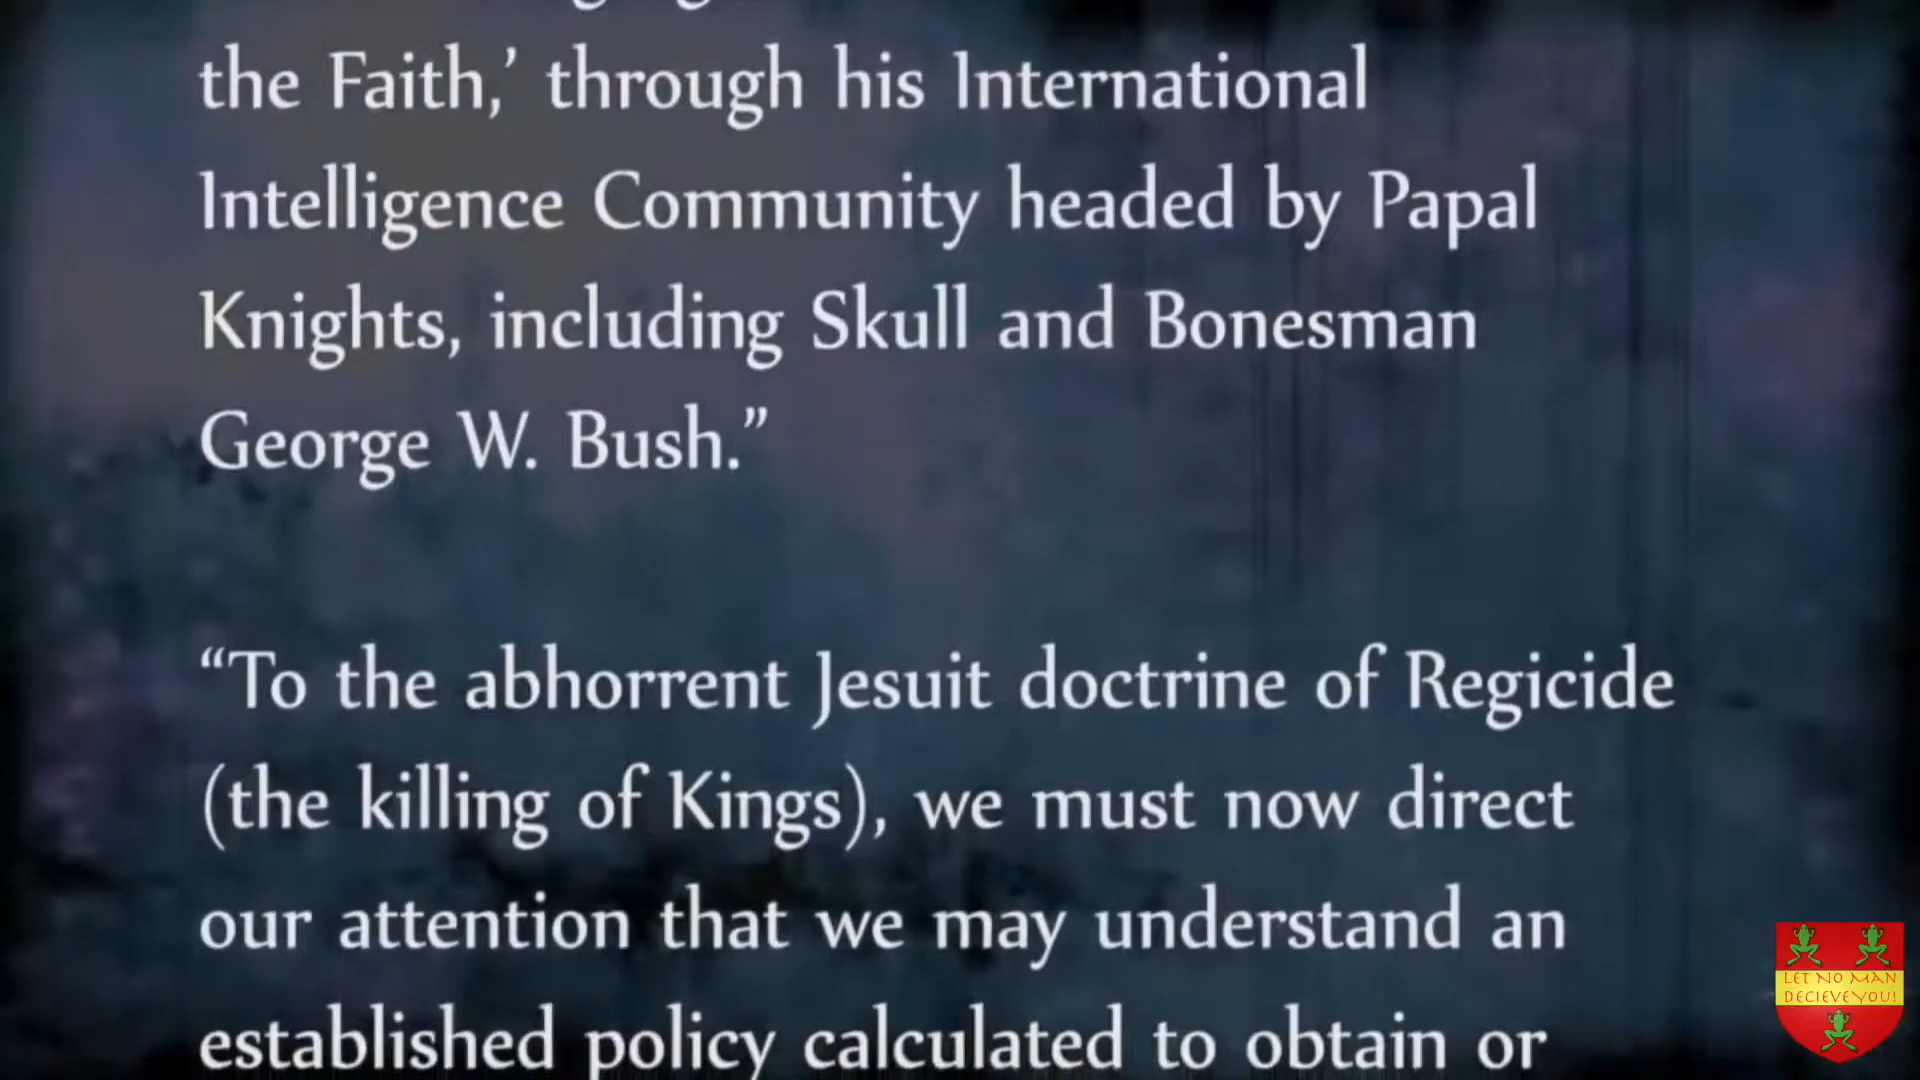 the Faith,’ through his International
Intelligence Community headed by Papal
Knights, including Skull and Bonesman
George W. Bush.”
“To the abhorrent Jesuit doctrine of Regicide
(the killing of Kings), we must now direct
our attention that we may understand an
established policy calculated to obtain or
LET NO MAN
DECIEVE YOU!